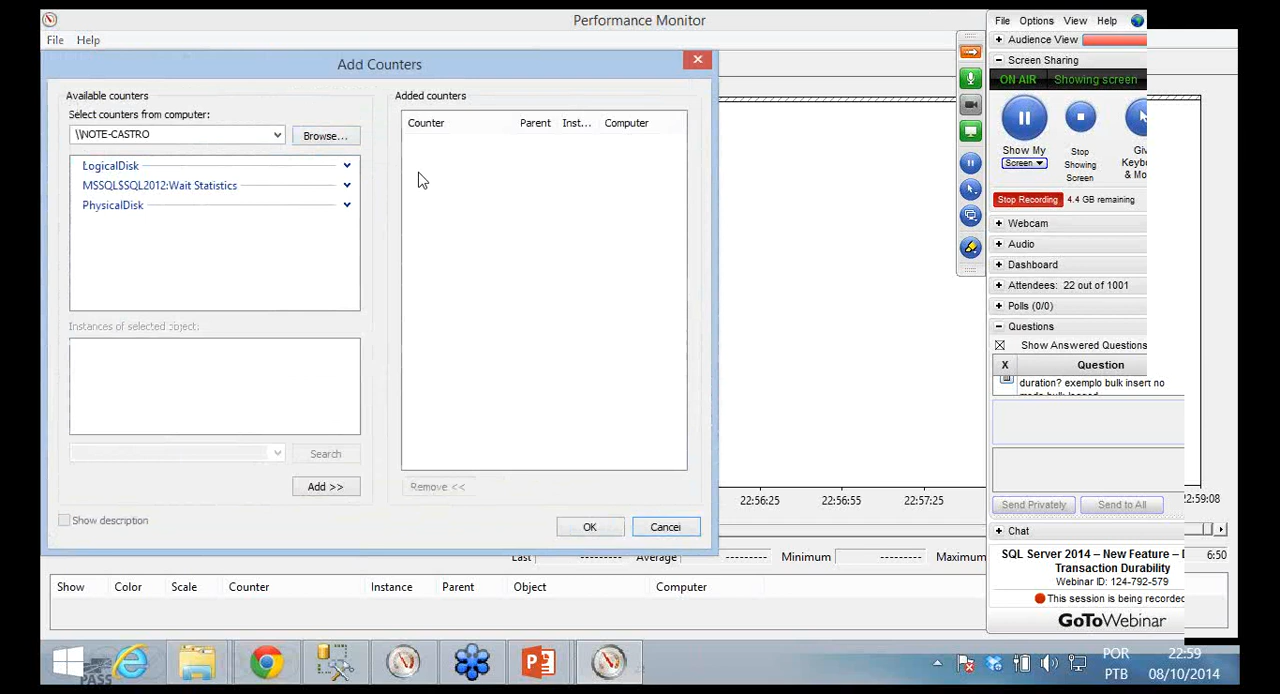 Performance Monitor
File Help
Add Counters
Available counters
Select counters from computer:
\\NOTE-CASTRO
Browse...
LogicalDisk
MSSQL$SQL2012:Wait Statistics
PhysicalDisk
Instances of selected object:
Search
Add >>
Show description
Added counters
Counter Parent Inst... Computer
Remove <<
OK Cancel
22:56:25 22:56:55 22:57:25 22:59:08
Last --------- Average --------- Minimum --------- Maximum 6:50
Show Color Scale Counter Instance Parent Object Computer
File Options View Help
Audience View
Screen Sharing
ON AIR Showing screen
Show My
Screen
Stop
Showing
Screen
Giv
Keyb
& Mo
Stop Recording 4.4 GB remaining
Webcam
Audio
Dashboard
Attendees: 22 out of 1001
Polls (0/0)
Questions
Show Answered Questions
X Question
duration? exemplo bulk insert no
Send Privately Send to All
Chat
SQL Server 2014 – New Feature –
Transaction Durability
Webinar ID: 124-792-579
This session is being recorded
GoToWebinar
PASS
POR
PTB
22:59
08/10/2014